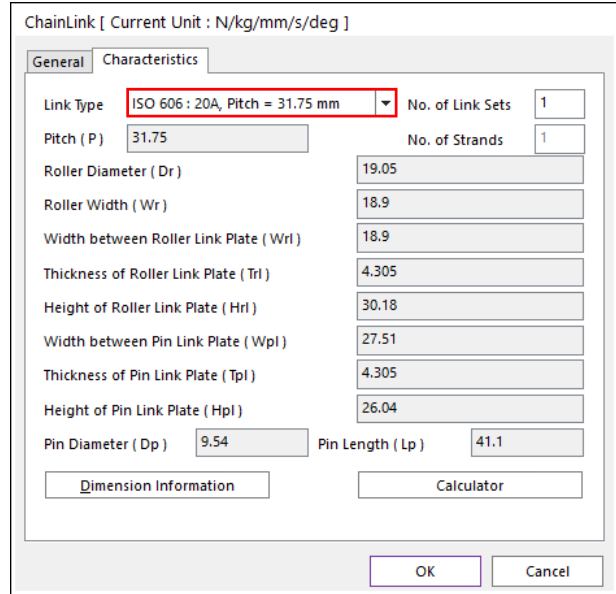 ChainLink [ Current Unit : N/kg/mm/s/deg ]
General Characteristics
Link Type ISO 606 : 20A, Pitch = 31.75 mm No. of Link Sets 1
Pitch ( P ) 31.75 No. of Strands 1
Roller Diameter ( Dr ) 19.05
Roller Width ( Wr ) 18.9
Width between Roller Link Plate ( Wrl ) 18.9
Thickness of Roller Link Plate ( Trl ) 4.305
Height of Roller Link Plate ( Hrl ) 30.18
Width between Pin Link Plate ( Wpl ) 27.51
Thickness of Pin Link Plate ( Tpl ) 4.305
Height of Pin Link Plate ( Hpl ) 26.04
Pin Diameter ( Dp ) 9.54 Pin Length ( Lp ) 41.1
Dimension Information Calculator
OK Cancel